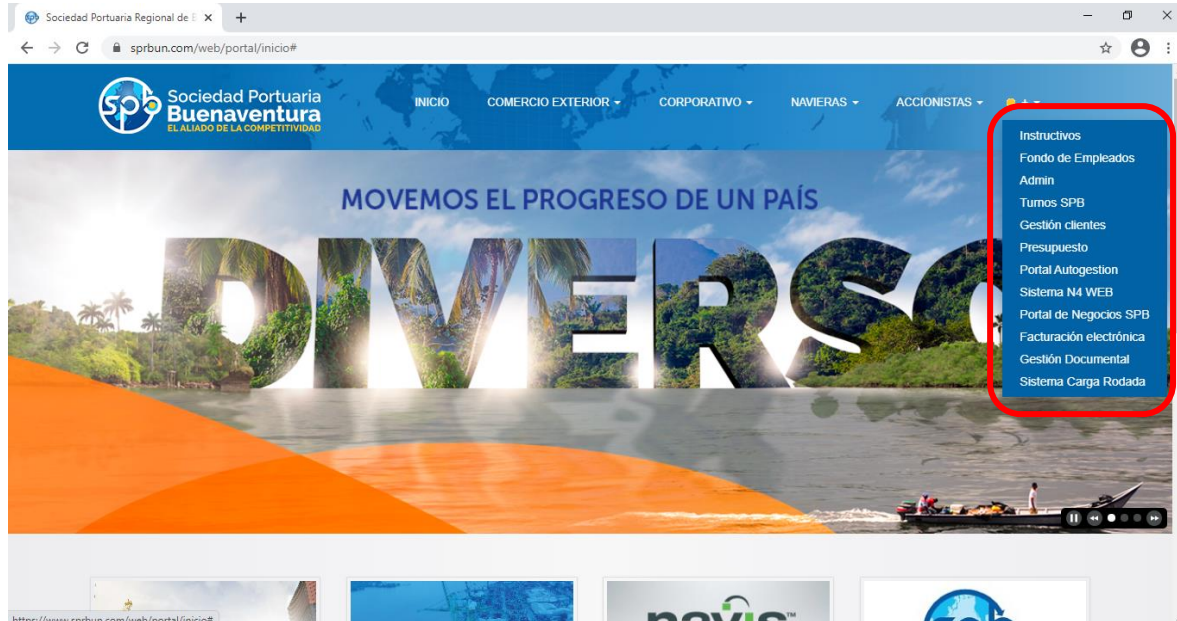 Sociedad Portuaria Regional de
sprbun.com/web/portal/inicio#
spb
Sociedad Portuaria
Buenaventura
EL ALIADO DE LA COMPETITIVIDAD
INICIO
COMERCIO EXTERIOR
CORPORATIVO
NAVIERAS
ACCIONISTAS
+
Instructivos
Fondo de Empleados
Admin
Turnos SPB
Gestión clientes
Presupuesto
Portal Autogestion
Sistema N4 WEB
Portal de Negocios SPB
Facturación electrónica
Gestión Documental
Sistema Carga Rodada
MOVEMOS EL PROGRESO DE UN PAÍS
DIVERSO
navis™
https://www.sprbun.com/web/portal/inicio#